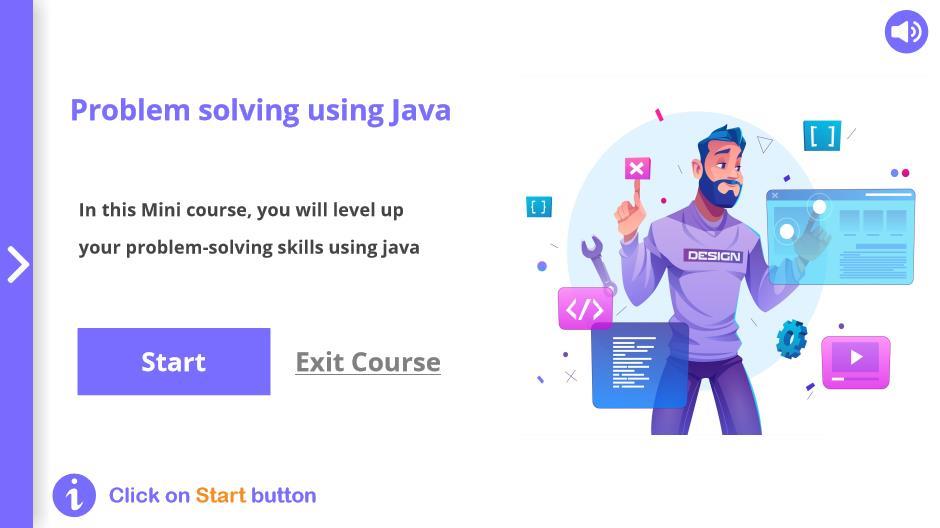 Problem solving using Java
In this Mini course, you will level up
your problem-solving skills using java
DESIGN
[ ]
[ ]
</>
Start
Exit Course
i Click on Start button